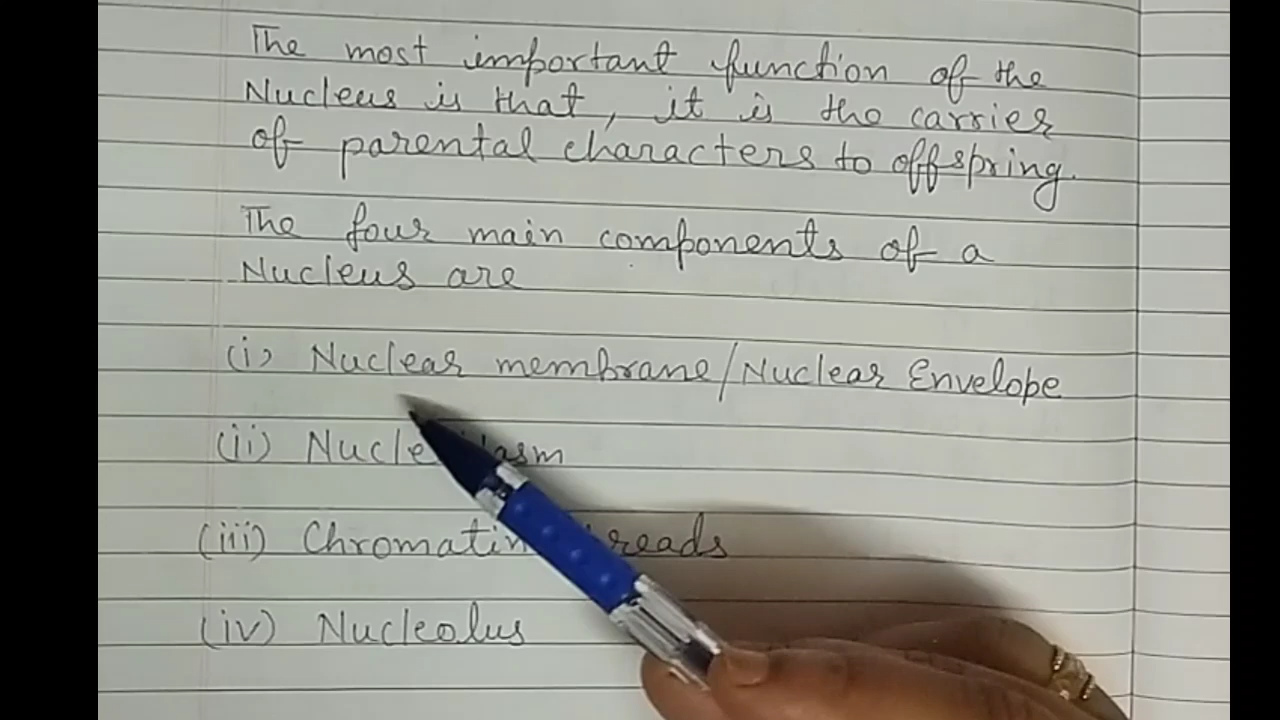 The most important function of the
Nucleus is that, it is the carrier
of parental characters to offspring.
The four main components of a
Nucleus are
(i) Nuclear membrane/Nuclear Envelope
(ii)
(iii) Chromatin
(iv) Nucleolus